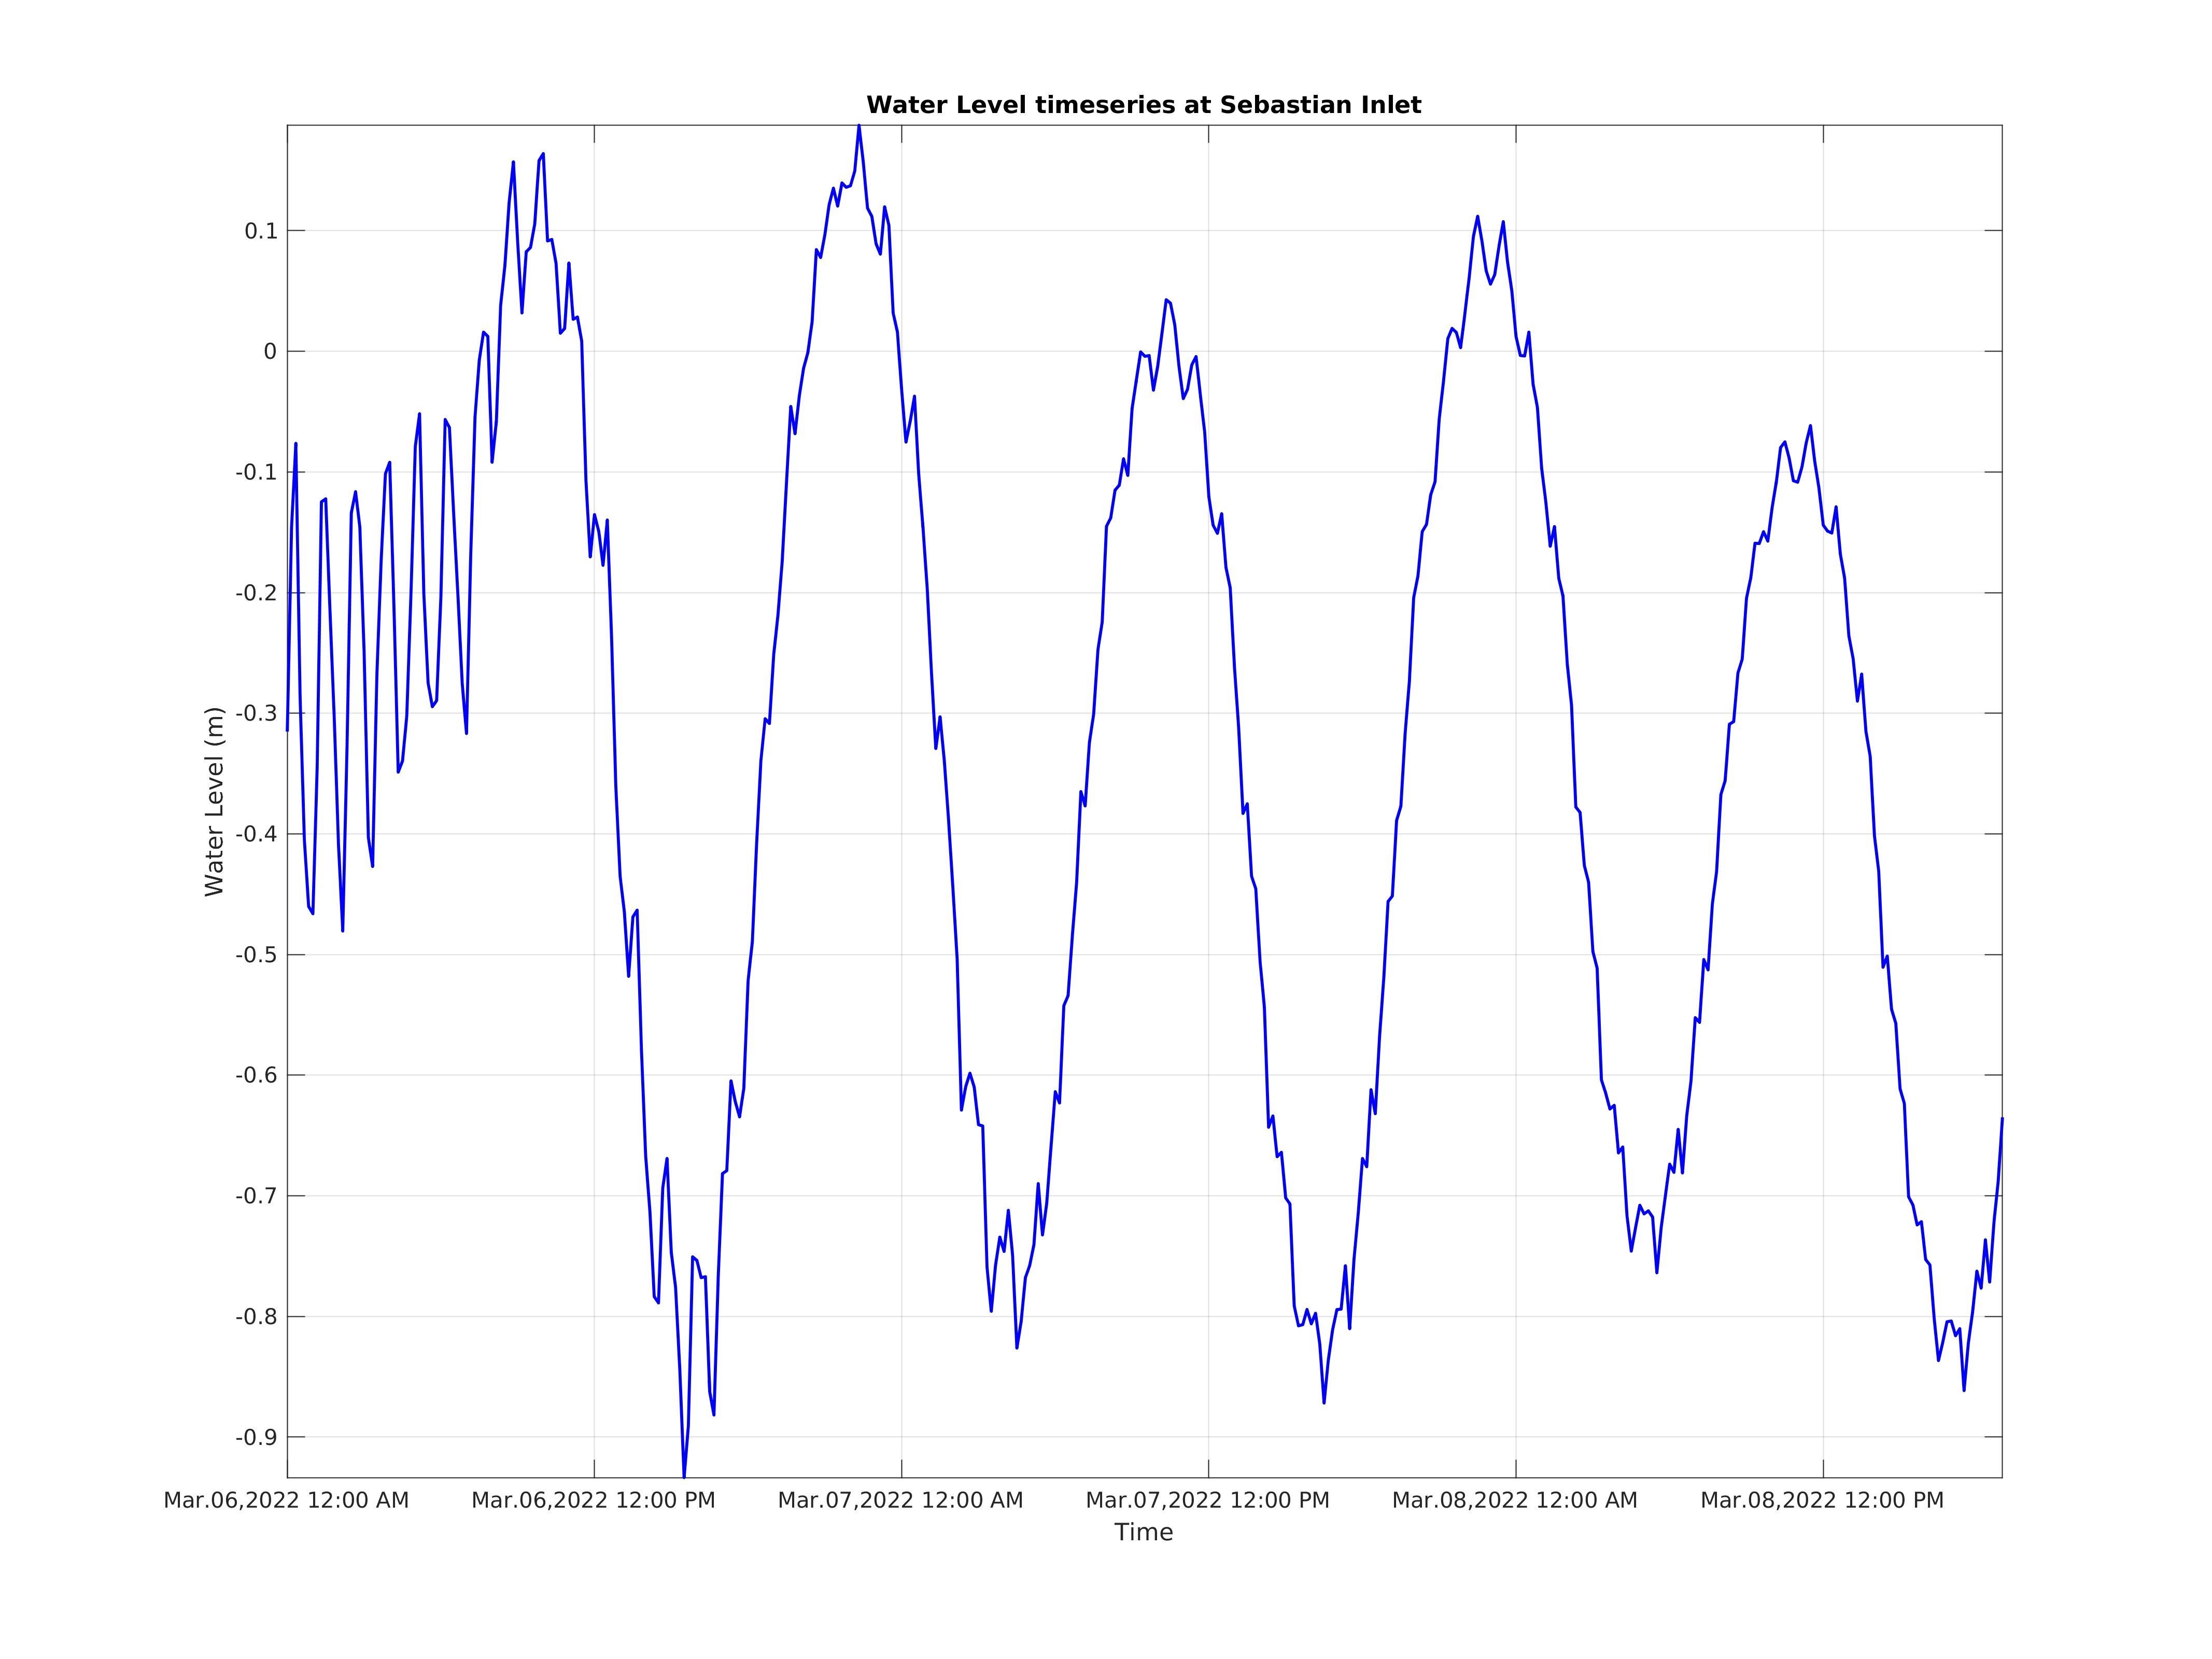 Water Level timeseries at Sebastian Inlet
0.1
0
-0.1
-0.2
-0.3
-0.4
-0.5
-0.6
-0.7
-0.8
-0.9
Water Level (m)
Mar.06,2022 12:00 AM
Mar.06,2022 12:00 PM
Mar.07,2022 12:00 AM
Mar.07,2022 12:00 PM
Mar.08,2022 12:00 AM
Mar.08,2022 12:00 PM
Time